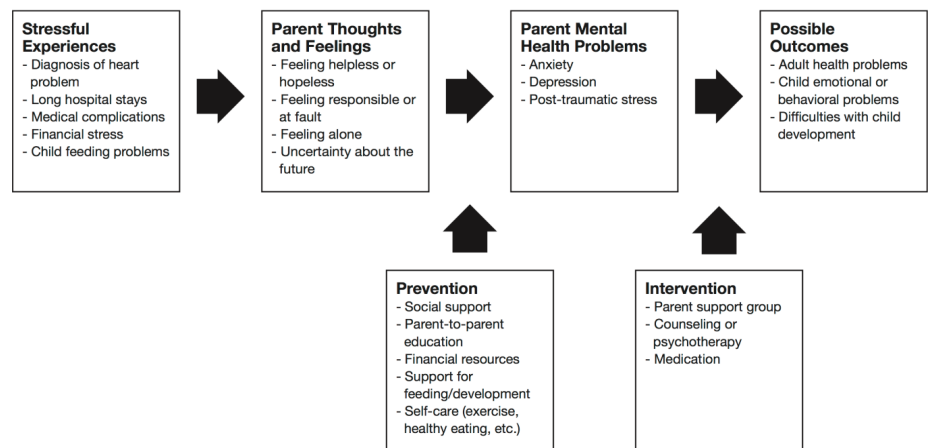 Stressful
Experiences
- Diagnosis of heart
problem
- Long hospital stays
- Medical complications
- Financial stress
- Child feeding problems
Parent Thoughts
and Feelings
- Feeling helpless or
hopeless
- Feeling responsible or
at fault
- Feeling alone
- Uncertainty about the
future
Parent Mental
Health Problems
- Anxiety
- Depression
- Post-traumatic stress
Possible
Outcomes
- Adult health problems
- Child emotional or
behavioral problems
- Difficulties with child
development
Prevention
- Social support
- Parent-to-parent
education
- Financial resources
- Support for
feeding/development
- Self-care (exercise,
healthy eating, etc.)
Intervention
- Parent support group
- Counseling or
psychotherapy
- Medication